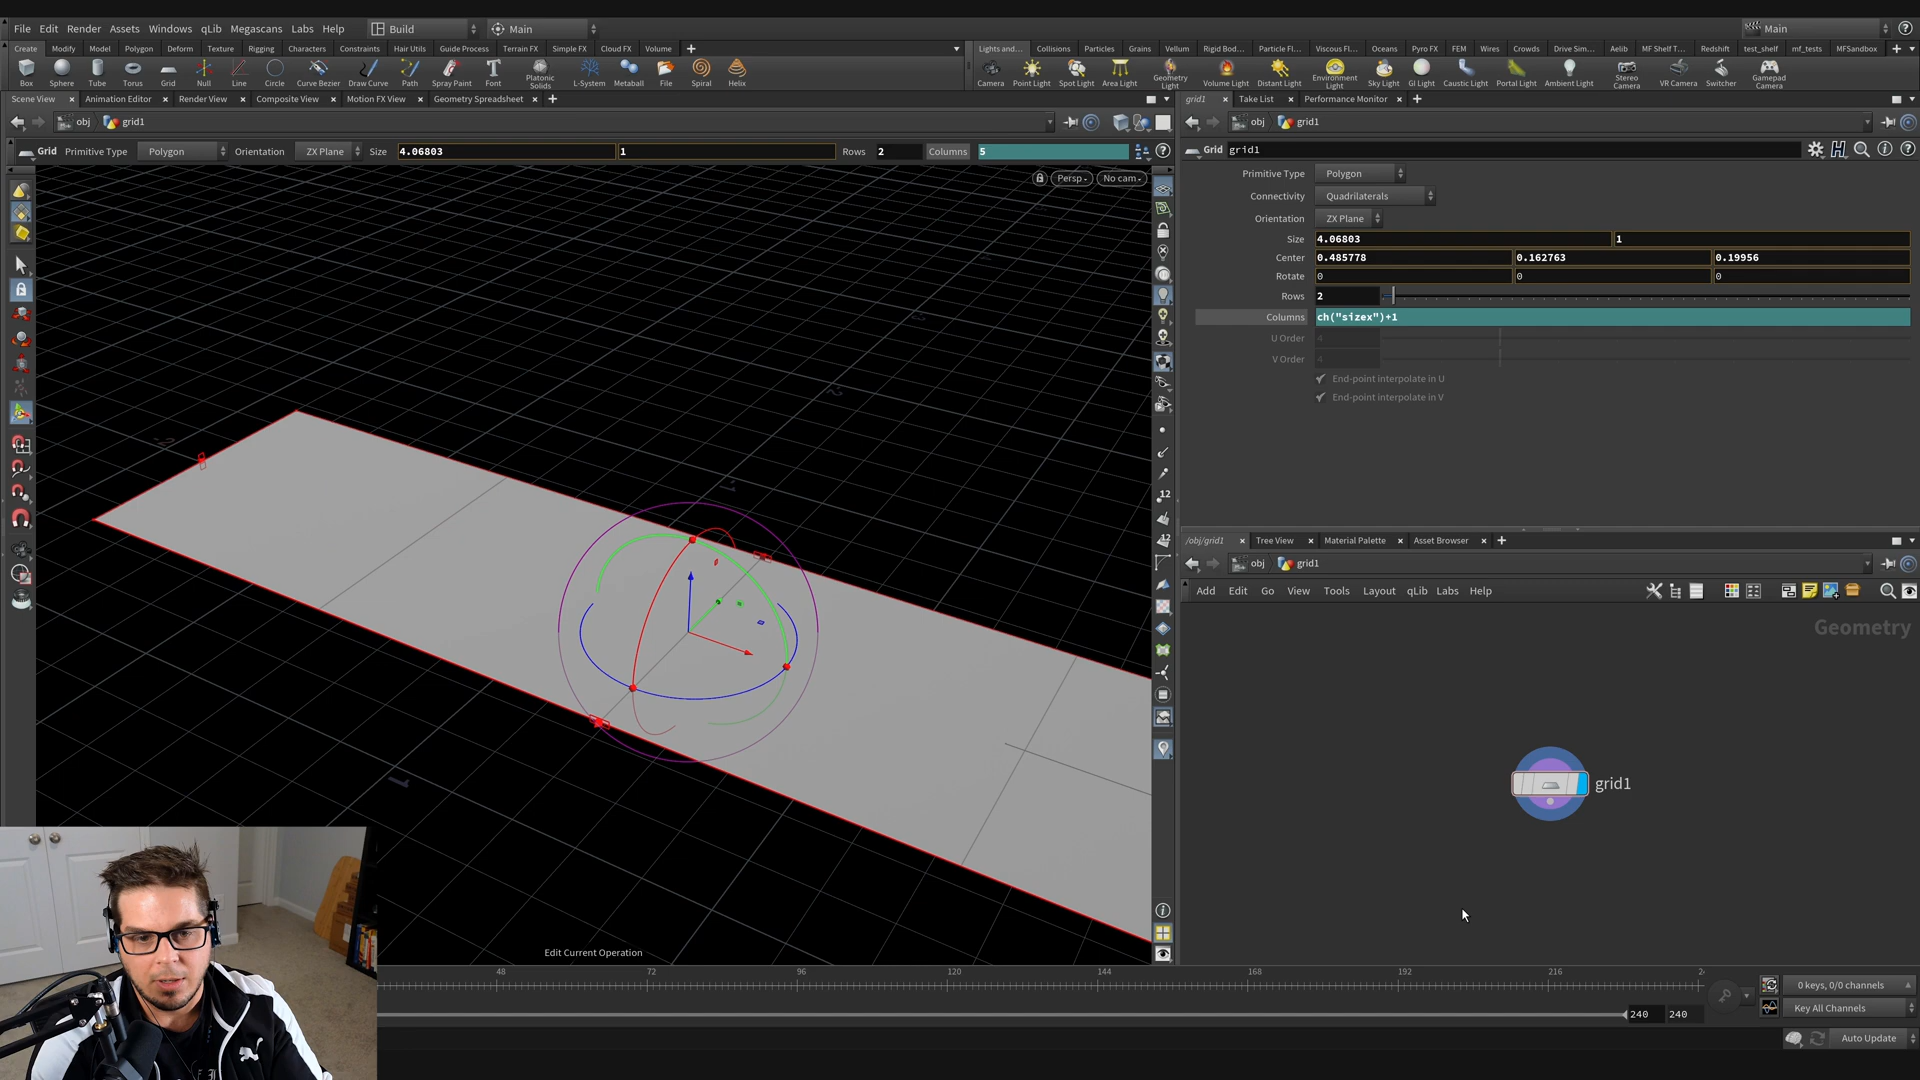 File Edit Render Assets Windows qLib Megascans Labs Help Build Main Main
Create Modify Model Polygon Deform Texture Rigging Characters Constraints Hair Utils Guide Process Terrain FX Simple FX Cloud FX Volume
Lights and... Collisions Particles Grains Vellum Rigid Bod... Particle Fl... Viscous Fl... Oceans Pyro FX FEM Wires Crowds Drive Sim... Aelib MF Shelf T... Redshift test_shelf mf_tests MFSandbox
Box Sphere Tube Torus Grid Null Line Circle Curve Bezier Draw Curve Path Spray Paint Font Platonic Solids L-System Metaball File Spiral Helix
Camera Point Light Spot Light Area Light Geometry Light Volume Light Distant Light Environment Light Sky Light GI Light Caustic Light Portal Light Ambient Light Stereo Camera VR Camera Switcher Gamepad Camera
Scene View Animation Editor Render View Composite View Motion FX View Geometry Spreadsheet
grid1 Take List Performance Monitor
obj grid1
obj grid1
Grid Primitive Type Polygon Orientation ZX Plane Size 4.06803 1 Rows 2 Columns 5
Grid grid1
Persp No cam
Primitive Type Polygon
Connectivity Quadrilaterals
Orientation ZX Plane
Size 4.06803 1
Center 0.485778 0.162763 0.19956
Rotate 0 0 0
Rows 2
Columns ch("sizex")+1
U Order 4
V Order 4
End-point interpolate in U
End-point interpolate in V
12
12
/obj/grid1 Tree View Material Palette Asset Browser
obj grid1
Add Edit Go View Tools Layout qLib Labs Help
Geometry
grid1
Edit Current Operation
48 72 96 120 144 168 192 216
240 240
0 keys, 0/0 channels
Key All Channels
Auto Update